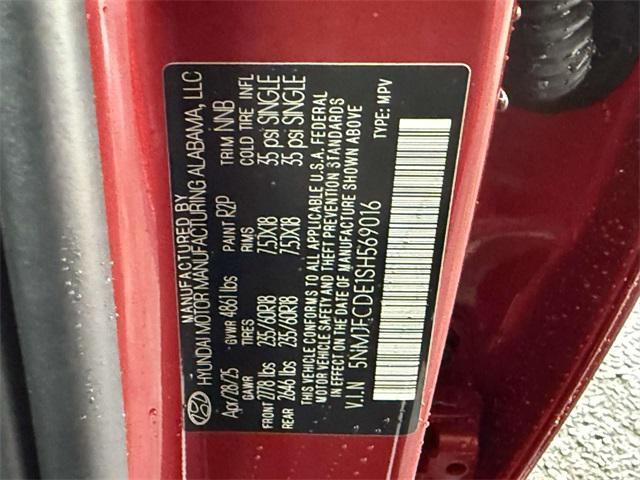 MANUFACTURED BY
HYUNDAI MOTOR MANUFACTURING ALABAMA, LLC
Apr/28/25 GVWR 4861 lbs PAINT R2P TRIM NNB
GAWR TIRES RIMS COLD TIRE INFL
FRONT 2778 lbs 235/60R18 7.5JX18 35 psi SINGLE
REAR 2646 lbs 235/60R18 7.5JX18 35 psi SINGLE
THIS VEHICLE CONFORMS TO ALL APPLICABLE U.S.A. FEDERAL
MOTOR VEHICLE SAFETY AND THEFT PREVENTION STANDARDS
IN EFFECT ON THE DATE OF MANUFACTURE SHOWN ABOVE
V.I.N 5NMJFCDE1SH569016 TYPE: MPV